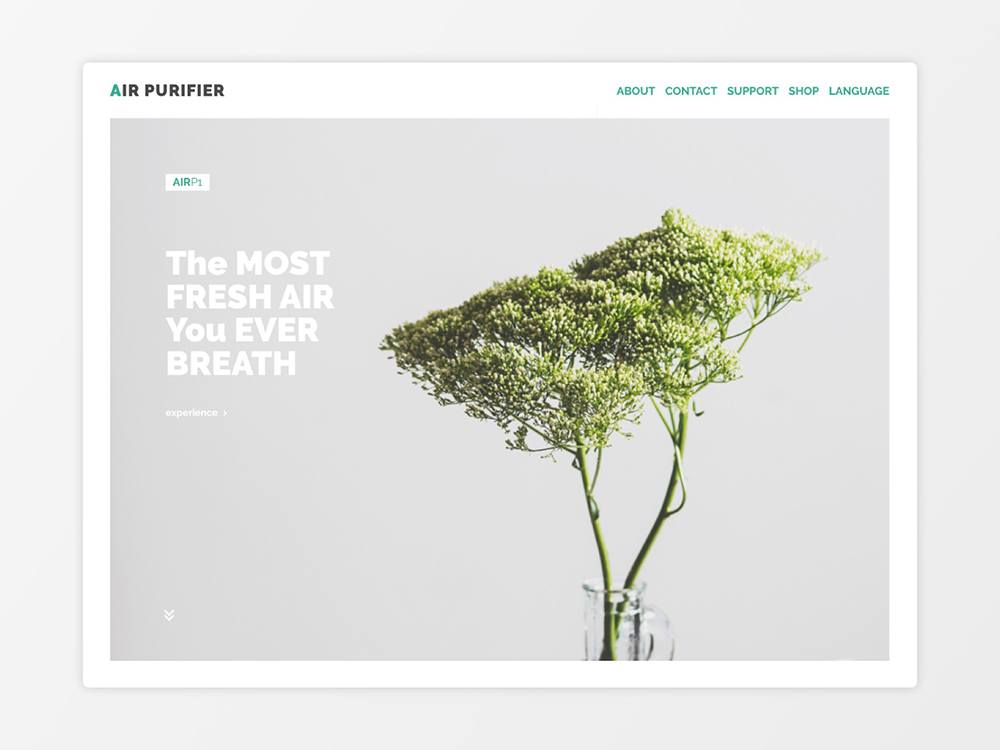 AIR PURIFIER
ABOUT CONTACT SUPPORT SHOP LANGUAGE
AIRP1
The MOST
FRESH AIR
You EVER
BREATH
experience ›